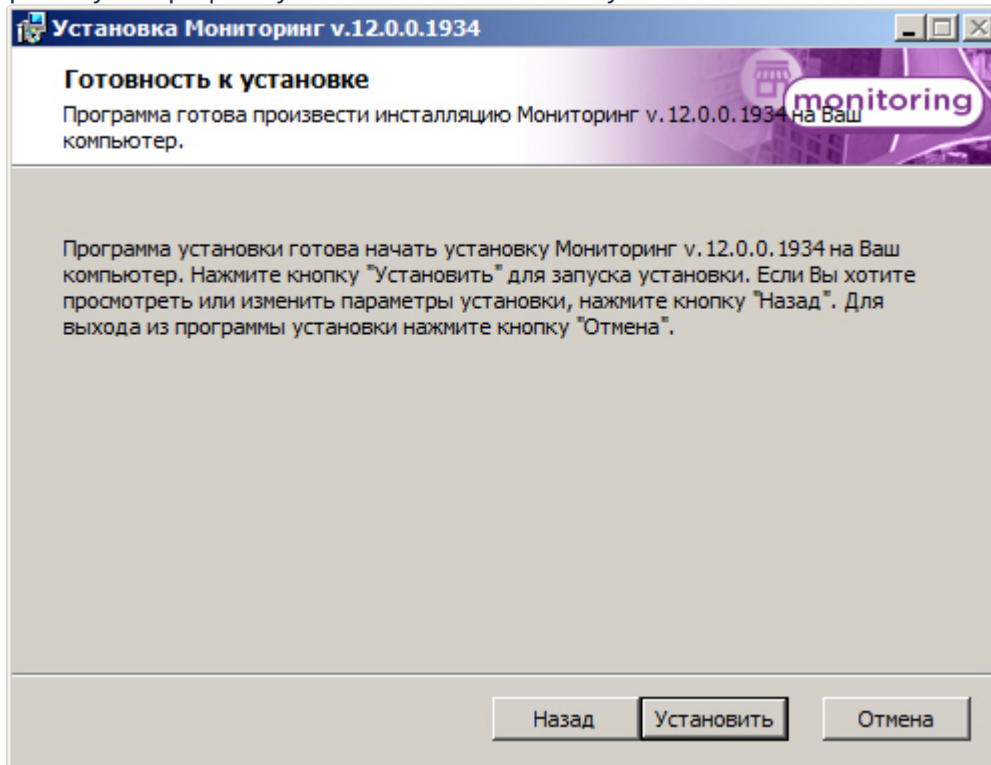 Установка Мониторинг v.12.0.0.1934
Готовность к установке
Программа готова произвести инсталляцию Мониторинг v.12.0.0.1934 на Ваш
компьютер.
monitoring
Программа установки готова начать установку Мониторинг v.12.0.0.1934 на Ваш
компьютер. Нажмите кнопку "Установить" для запуска установки. Если Вы хотите
просмотреть или изменить параметры установки, нажмите кнопку "Назад". Для
выхода из программы установки нажмите кнопку "Отмена".
Назад
Установить
Отмена